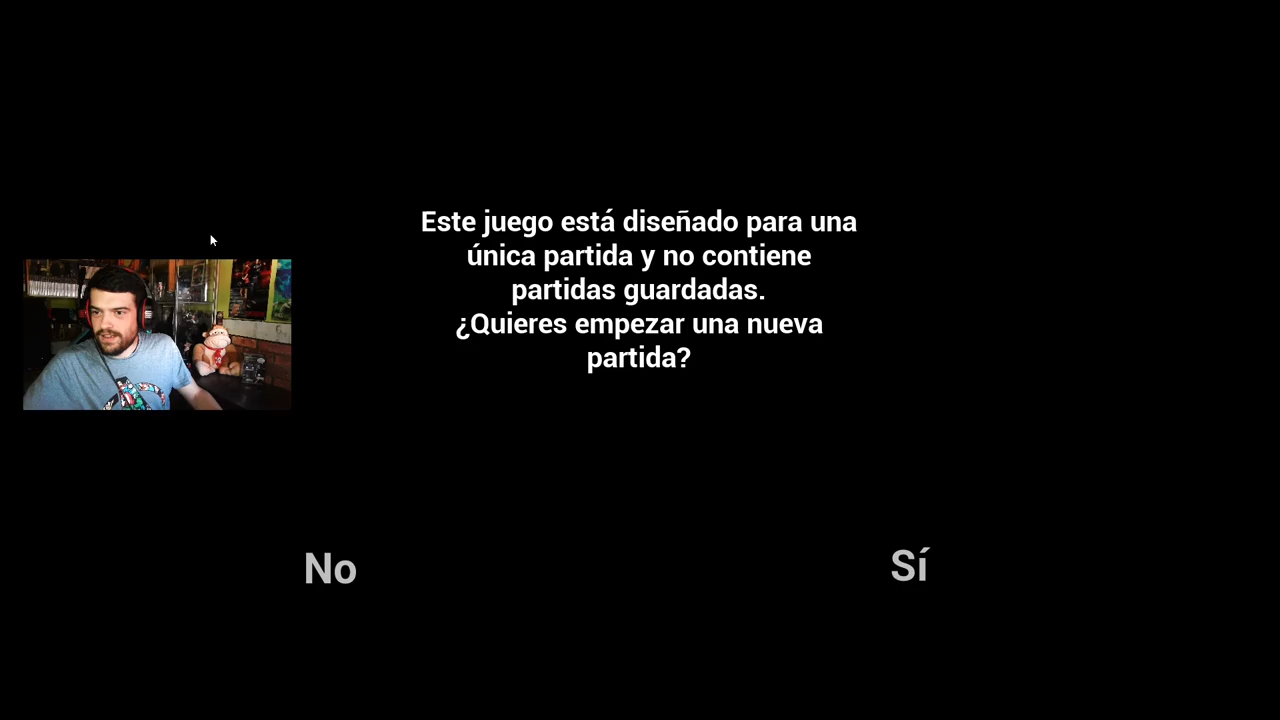 Este juego está diseñado para una
única partida y no contiene
partidas guardadas.
¿Quieres empezar una nueva
partida?
No
Sí